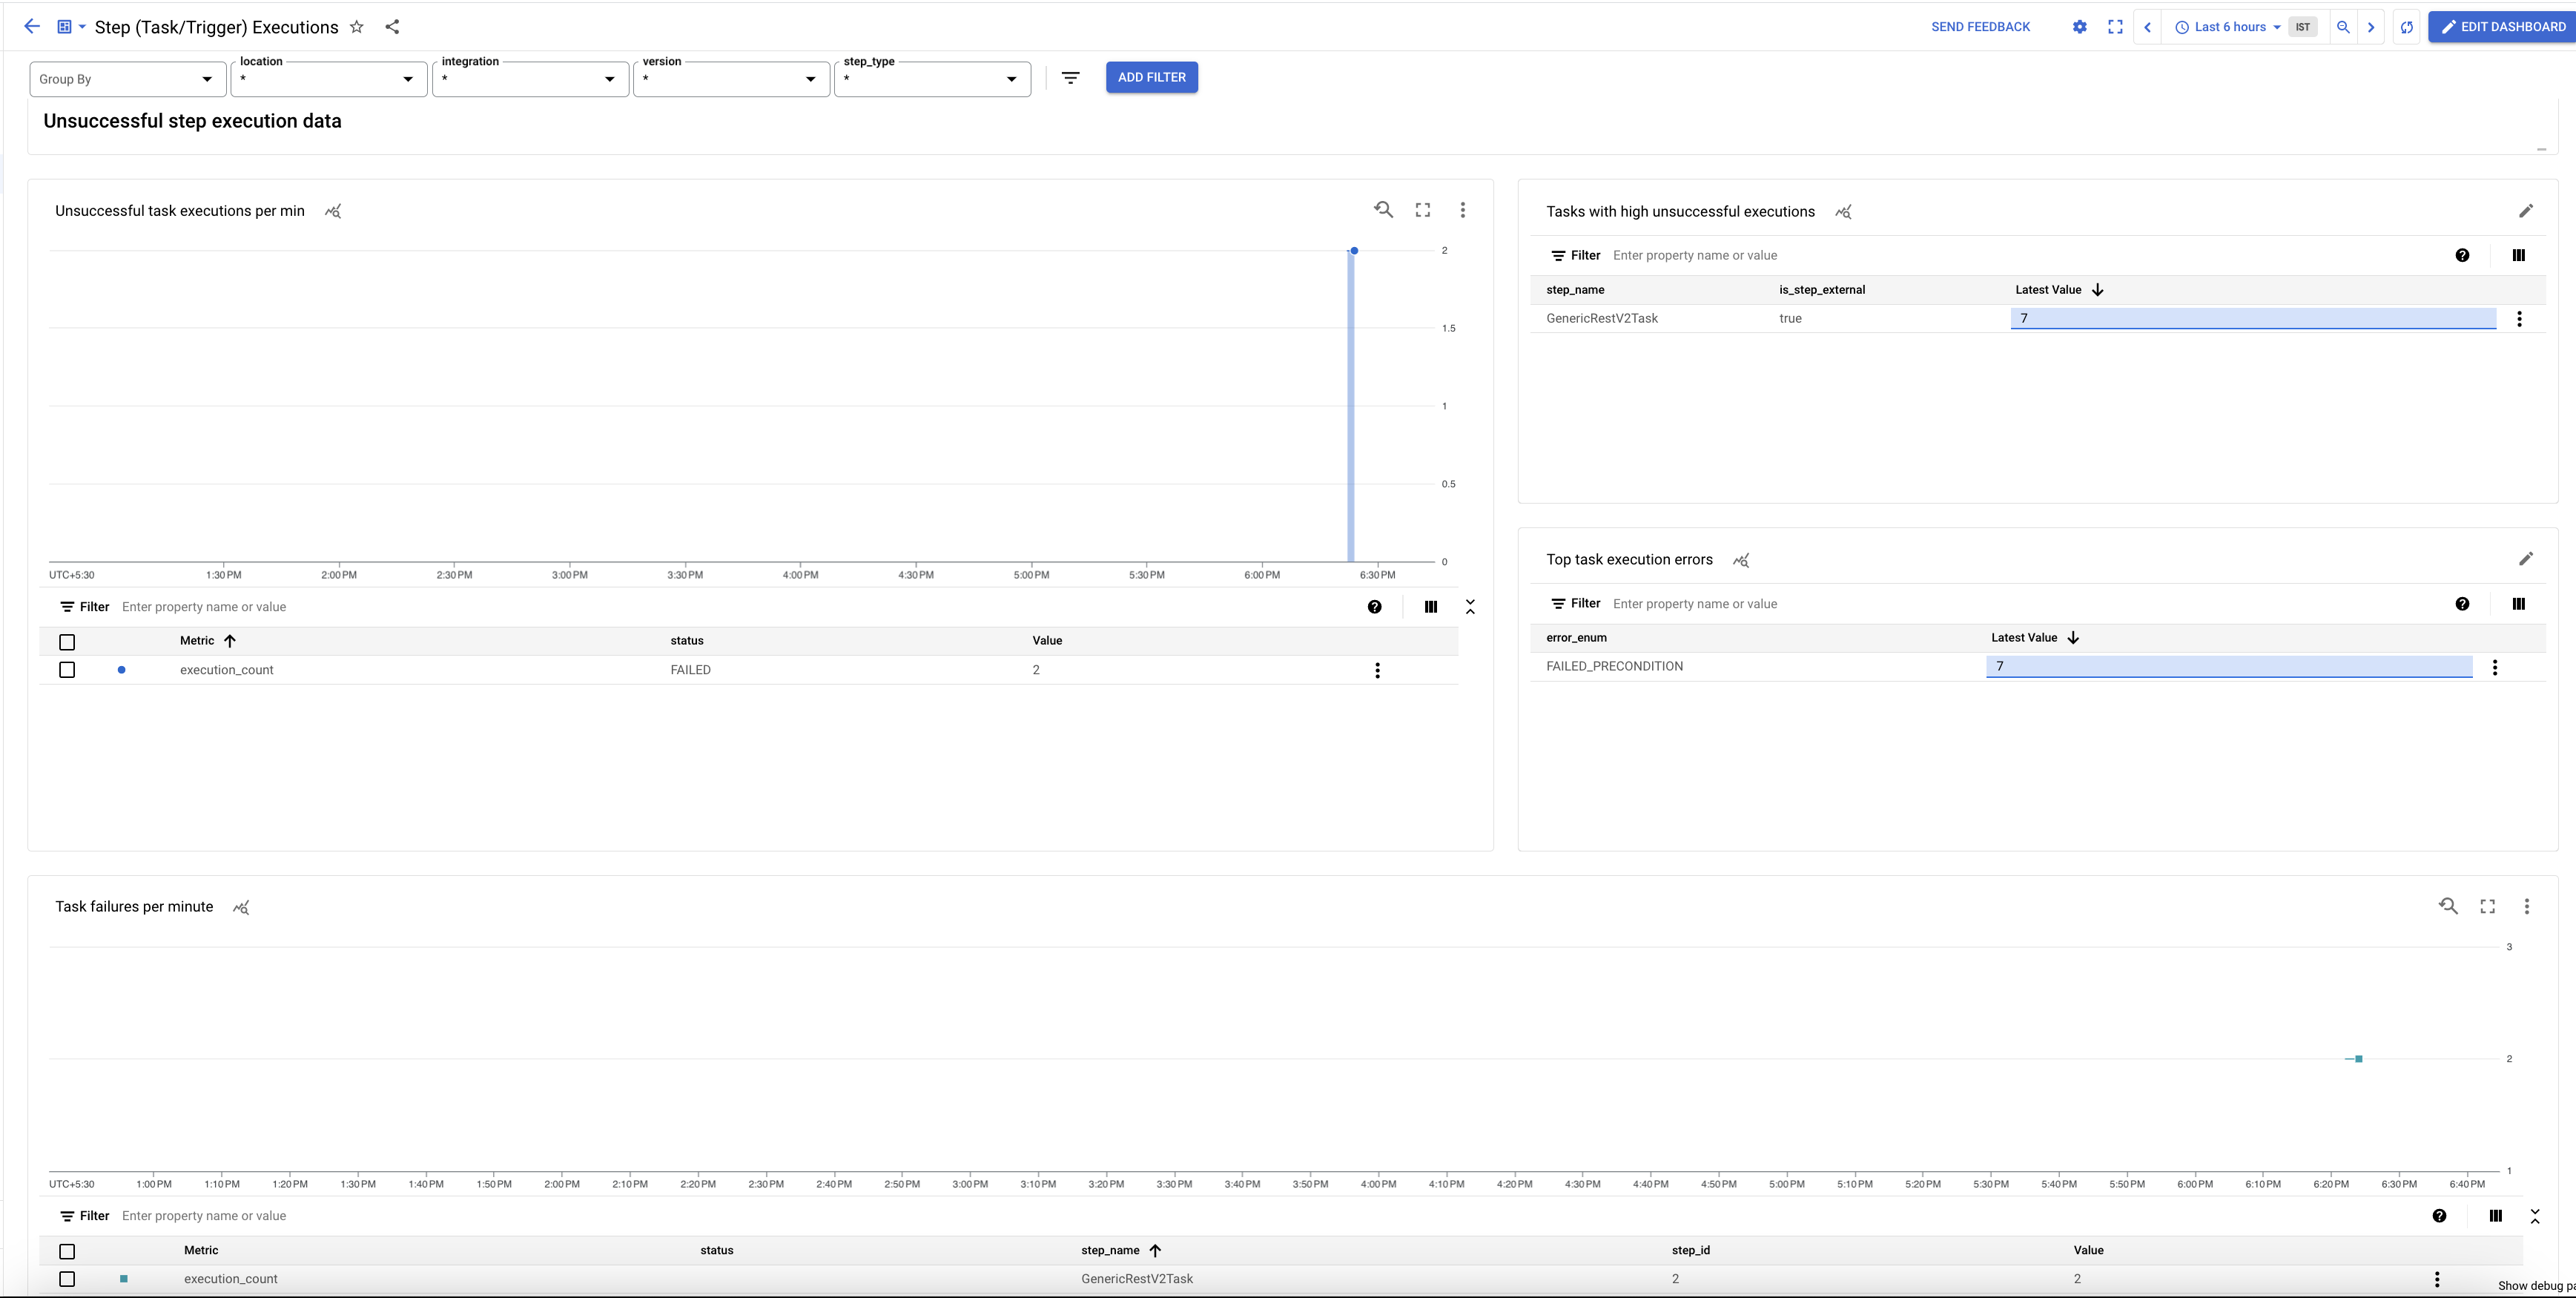 Step (Task/Trigger) Executions
SEND FEEDBACK
Last 6 hours
IST
EDIT DASHBOARD
Group By
location
*
integration
*
version
*
step_type
*
ADD FILTER
Unsuccessful step execution data
Unsuccessful task executions per min
2
1.5
1
0.5
0
UTC+5:30 1:30 PM 2:00 PM 2:30 PM 3:00 PM 3:30 PM 4:00 PM 4:30 PM 5:00 PM 5:30 PM 6:00 PM 6:30 PM
Filter Enter property name or value
Metric status Value
execution_count FAILED 2
Tasks with high unsuccessful executions
Filter Enter property name or value
step_name is_step_external Latest Value
GenericRestV2Task true 7
Top task execution errors
Filter Enter property name or value
error_enum Latest Value
FAILED_PRECONDITION 7
Task failures per minute
3
2
1
UTC+5:30 1:00 PM 1:10 PM 1:20 PM 1:30 PM 1:40 PM 1:50 PM 2:00 PM 2:10 PM 2:20 PM 2:30 PM 2:40 PM 2:50 PM 3:00 PM 3:10 PM 3:20 PM 3:30 PM 3:40 PM 3:50 PM 4:00 PM 4:10 PM 4:20 PM 4:30 PM 4:40 PM 4:50 PM 5:00 PM 5:10 PM 5:20 PM 5:30 PM 5:40 PM 5:50 PM 6:00 PM 6:10 PM 6:20 PM 6:30 PM 6:40 PM
Filter Enter property name or value
Metric status step_name step_id Value
execution_count GenericRestV2Task 2 2
Show debug pa